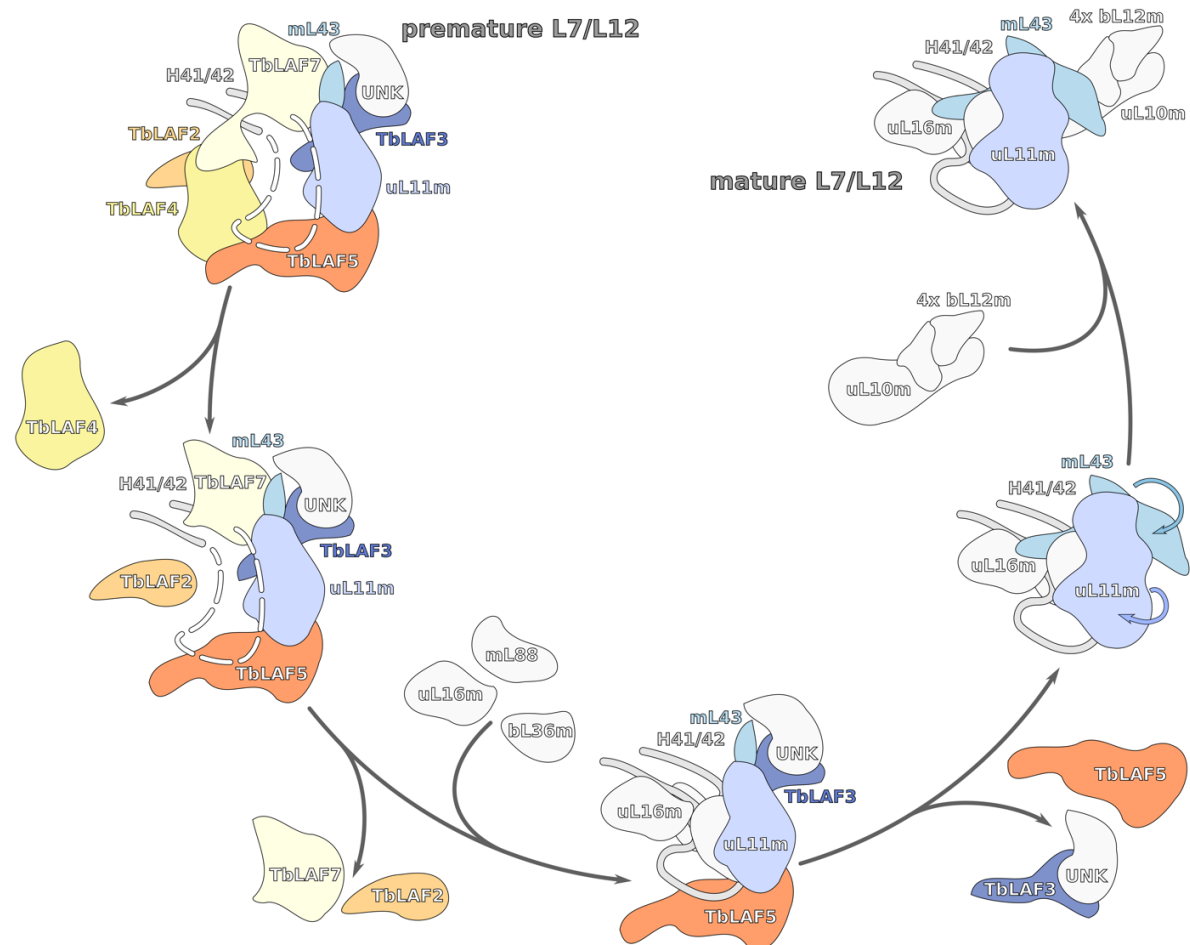 premature L7/L12
mL43
TbLAF7
H41/42
UNK
TbLAF2
TbLAF3
uL11m
TbLAF4
TbLAF5
4x bL12m
mL43
H41/42
uL10m
uL16m
uL11m
mature L7/L12
4x bL12m
uL10m
TbLAF4
mL43
H41/42
TbLAF7
UNK
TbLAF3
TbLAF2
uL11m
TbLAF5
mL88
uL16m
bL36m
mL43
H41/42
uL16m
uL11m
mL43
H41/42
UNK
TbLAF3
uL16m
uL11m
TbLAF5
TbLAF5
UNK
TbLAF3
TbLAF7
TbLAF2